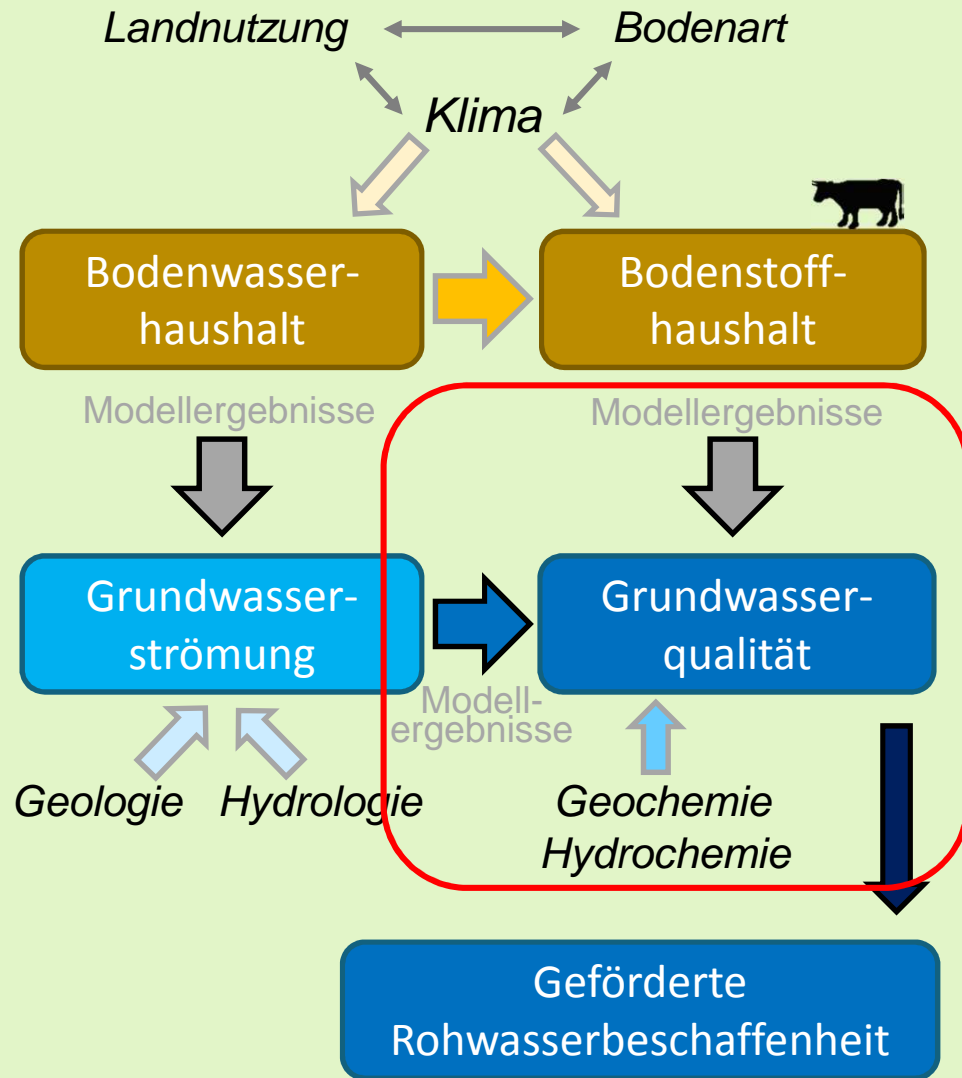 Landnutzung
Bodenart
Klima
Bodenwasser-
haushalt
Bodenstoff-
haushalt
Modellergebnisse
Modellergebnisse
Grundwasser-
strömung
Grundwasser-
qualität
Modell-
ergebnisse
Geologie
Hydrologie
Geochemie
Hydrochemie
Geförderte
Rohwasserbeschaffenheit